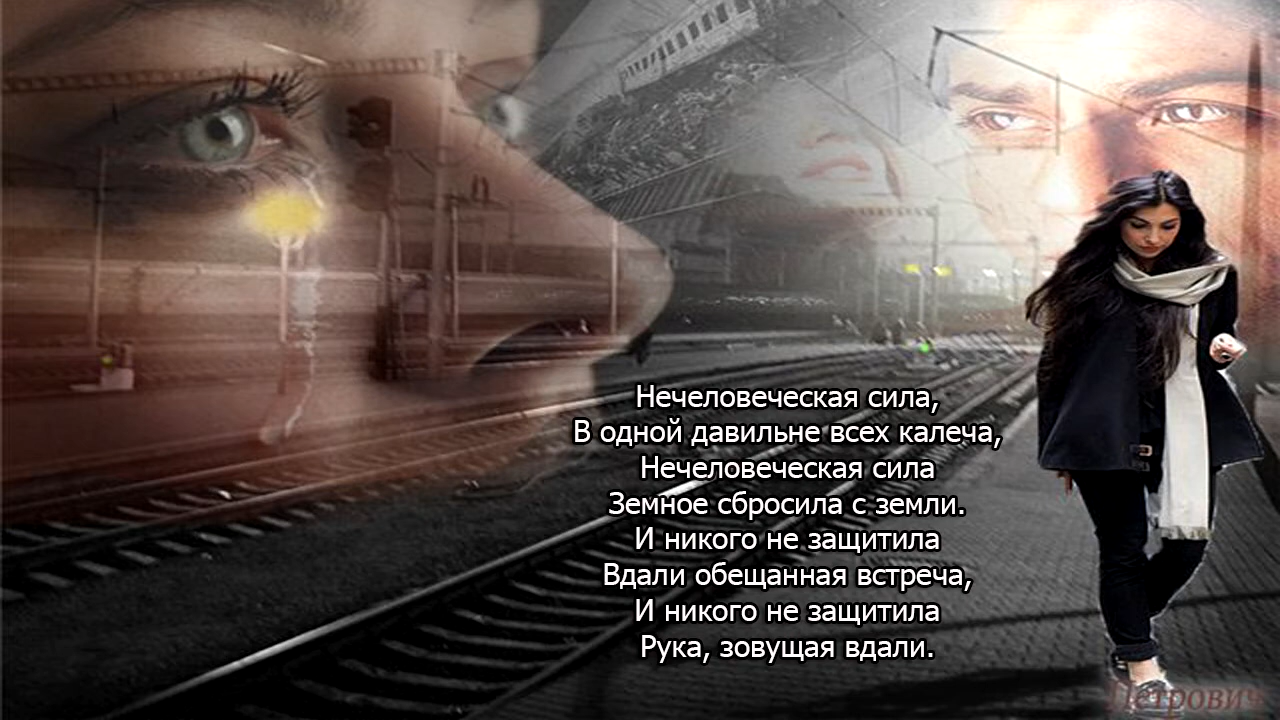 Нечеловеческая сила,
В одной давильне всех калеча,
Нечеловеческая сила
Земное сбросила с земли.
И никого не защитила
Вдали обещанная встреча,
И никого не защитила
Рука, зовущая вдали.
Петрович